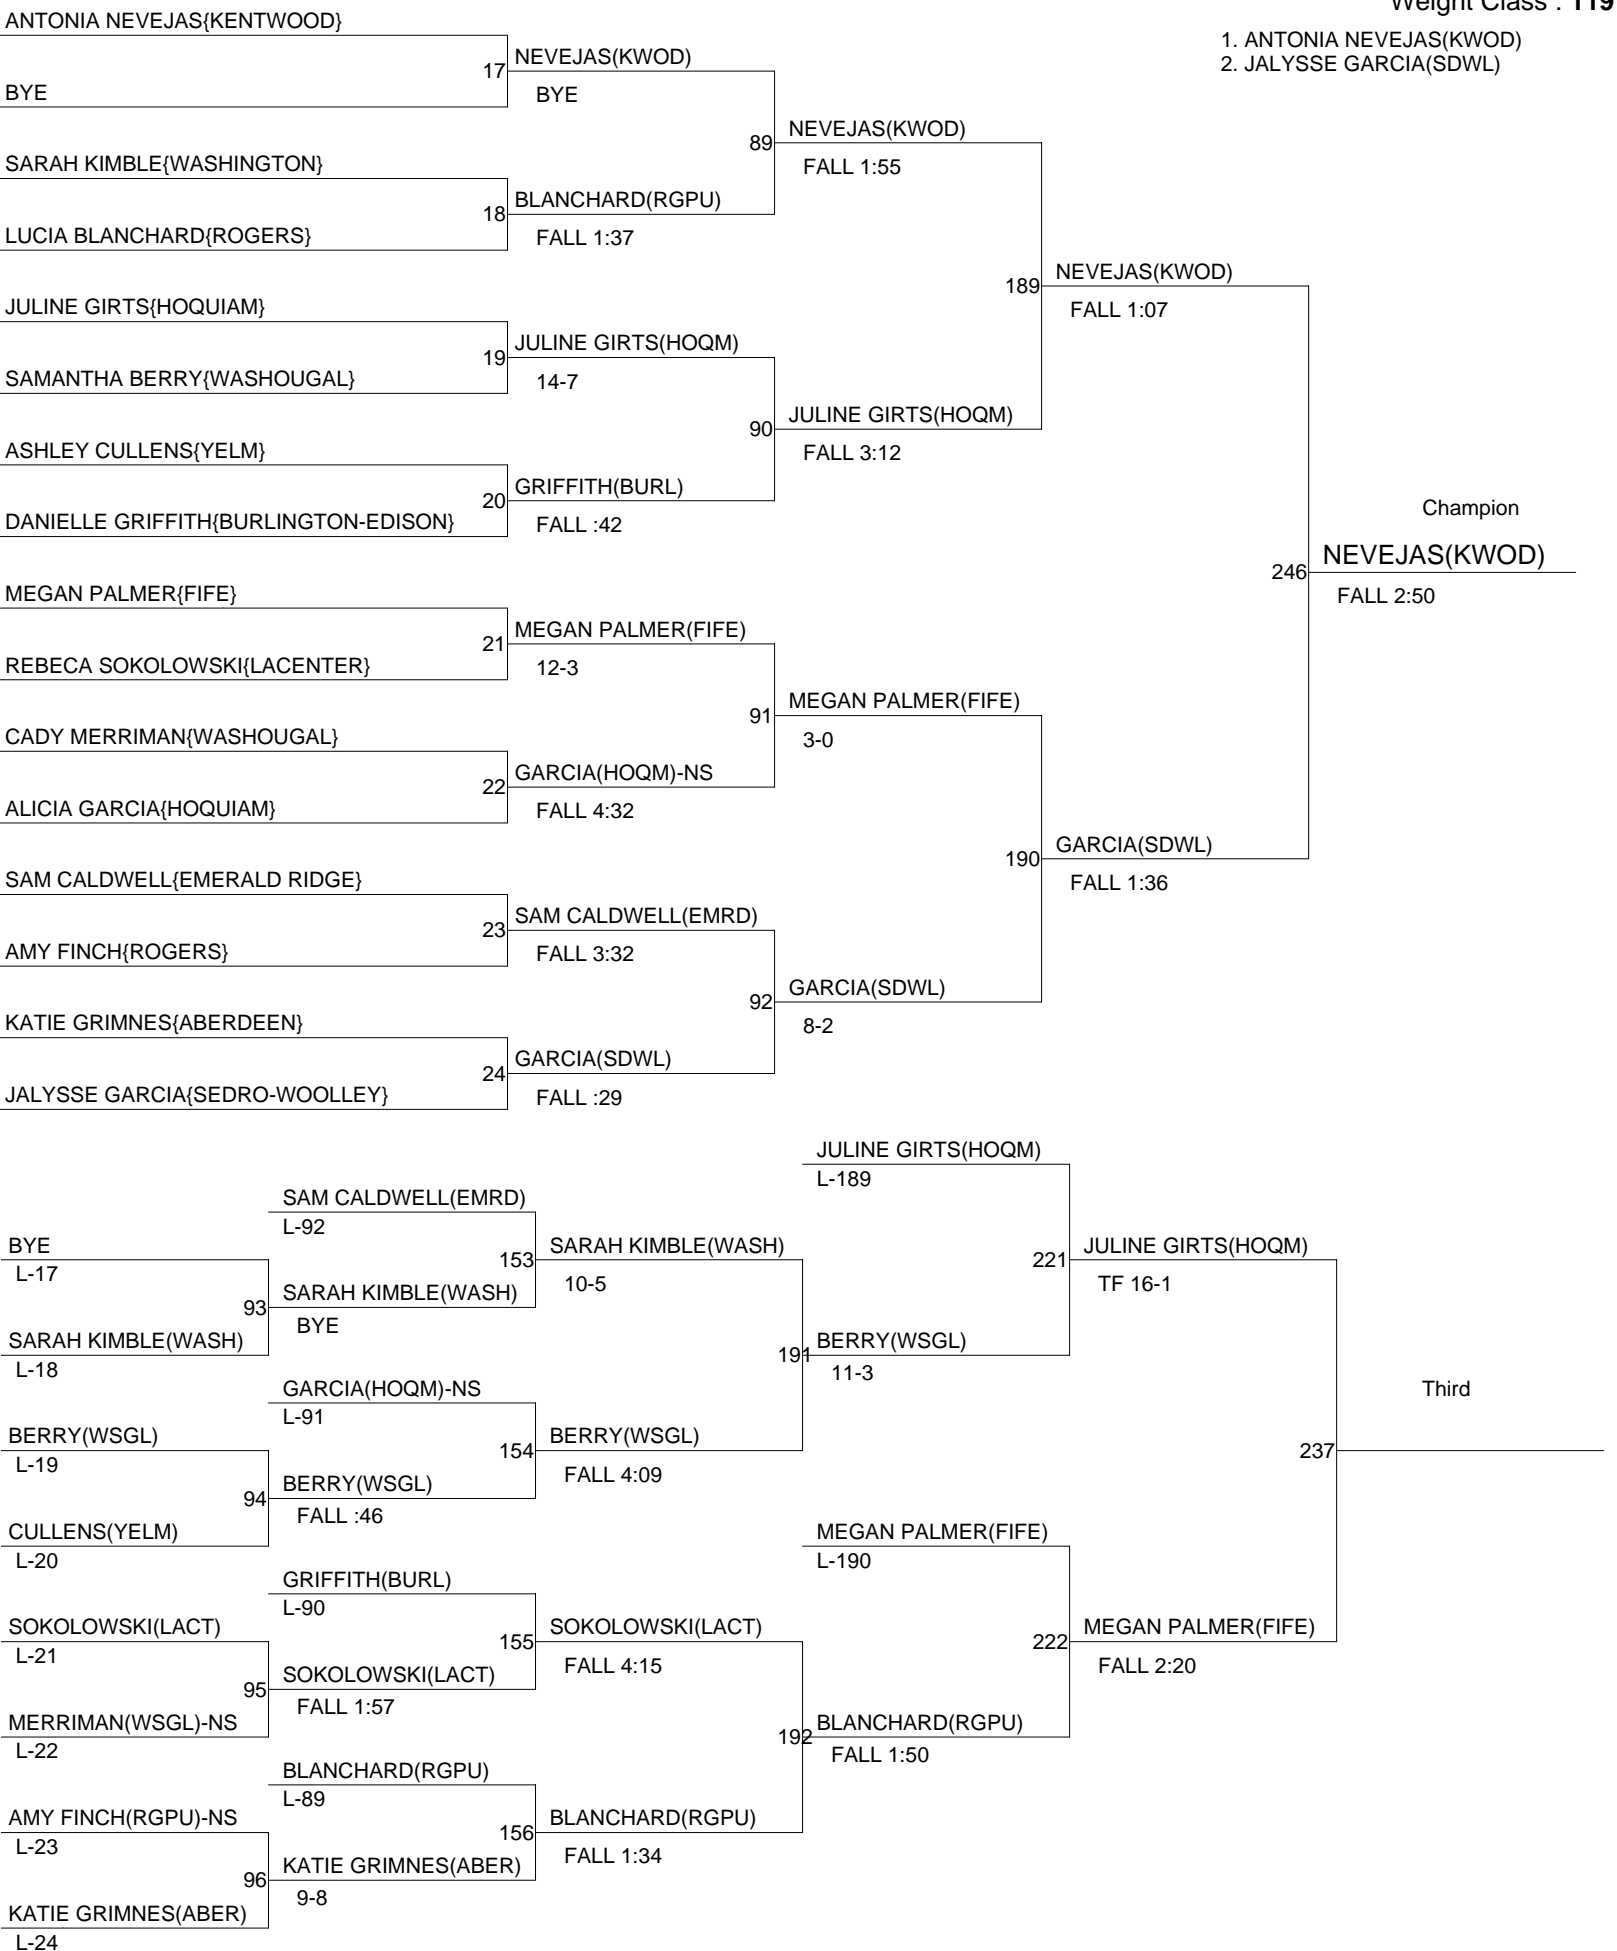 Weight Class : 119
1. ANTONIA NEVEJAS(KWOD)
2. JALYSSE GARCIA(SDWL)
ANTONIA NEVEJAS{KENTWOOD}
17
NEVEJAS(KWOD)
BYE
BYE
89
NEVEJAS(KWOD)
FALL 1:55
SARAH KIMBLE{WASHINGTON}
18
BLANCHARD(RGPU)
FALL 1:37
LUCIA BLANCHARD{ROGERS}
189
NEVEJAS(KWOD)
FALL 1:07
JULINE GIRTS{HOQUIAM}
19
JULINE GIRTS(HOQM)
14-7
SAMANTHA BERRY{WASHOUGAL}
90
JULINE GIRTS(HOQM)
FALL 3:12
ASHLEY CULLENS{YELM}
20
GRIFFITH(BURL)
FALL :42
DANIELLE GRIFFITH{BURLINGTON-EDISON}
Champion
246
NEVEJAS(KWOD)
FALL 2:50
MEGAN PALMER{FIFE}
21
MEGAN PALMER(FIFE)
12-3
REBECA SOKOLOWSKI{LACENTER}
91
MEGAN PALMER(FIFE)
3-0
CADY MERRIMAN{WASHOUGAL}
22
GARCIA(HOQM)-NS
FALL 4:32
ALICIA GARCIA{HOQUIAM}
190
GARCIA(SDWL)
FALL 1:36
SAM CALDWELL{EMERALD RIDGE}
23
SAM CALDWELL(EMRD)
FALL 3:32
AMY FINCH{ROGERS}
92
GARCIA(SDWL)
8-2
KATIE GRIMNES{ABERDEEN}
24
GARCIA(SDWL)
FALL :29
JALYSSE GARCIA{SEDRO-WOOLLEY}
JULINE GIRTS(HOQM)
L-189
SAM CALDWELL(EMRD)
L-92
BYE
L-17
153
SARAH KIMBLE(WASH)
10-5
221
JULINE GIRTS(HOQM)
TF 16-1
93
SARAH KIMBLE(WASH)
BYE
SARAH KIMBLE(WASH)
L-18
191
BERRY(WSGL)
11-3
GARCIA(HOQM)-NS
L-91
Third
BERRY(WSGL)
L-19
154
BERRY(WSGL)
FALL 4:09
237
94
BERRY(WSGL)
FALL :46
CULLENS(YELM)
L-20
MEGAN PALMER(FIFE)
L-190
GRIFFITH(BURL)
L-90
SOKOLOWSKI(LACT)
L-21
155
SOKOLOWSKI(LACT)
FALL 4:15
222
MEGAN PALMER(FIFE)
FALL 2:20
95
SOKOLOWSKI(LACT)
FALL 1:57
MERRIMAN(WSGL)-NS
L-22
192
BLANCHARD(RGPU)
FALL 1:50
BLANCHARD(RGPU)
L-89
AMY FINCH(RGPU)-NS
L-23
156
BLANCHARD(RGPU)
FALL 1:34
96
KATIE GRIMNES(ABER)
9-8
KATIE GRIMNES(ABER)
L-24